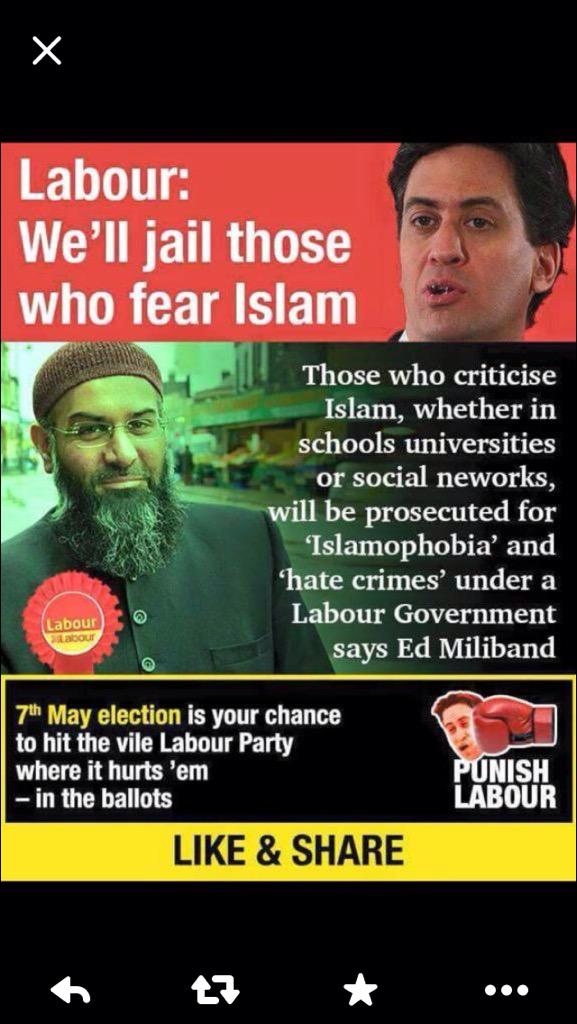 Labour:
We'll jail those
who fear Islam
Those who criticise
Islam, whether in
schools universities
or social neworks,
will be prosecuted for
'Islamophobia' and
'hate crimes' under a
Labour Government
says Ed Miliband
Labour
Labour
7th May election is your chance
to hit the vile Labour Party
where it hurts 'em
– in the ballots
PUNISH
LABOUR
LIKE & SHARE